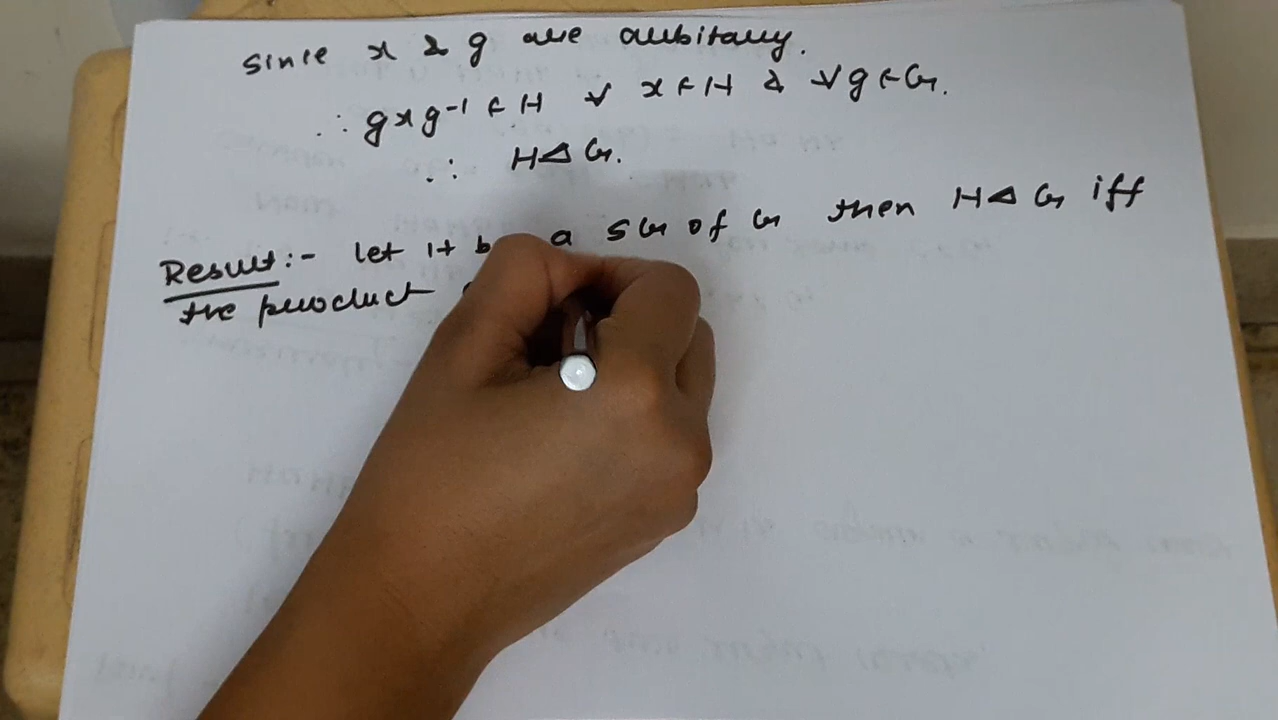 Since x & g are arbitrary.
∴ gxg⁻¹ ∈ H ∀ x ∈ H & ∀ g ∈ G.
∴ H Δ G.
Result:- let H b a SG of G then H Δ G iff
the product